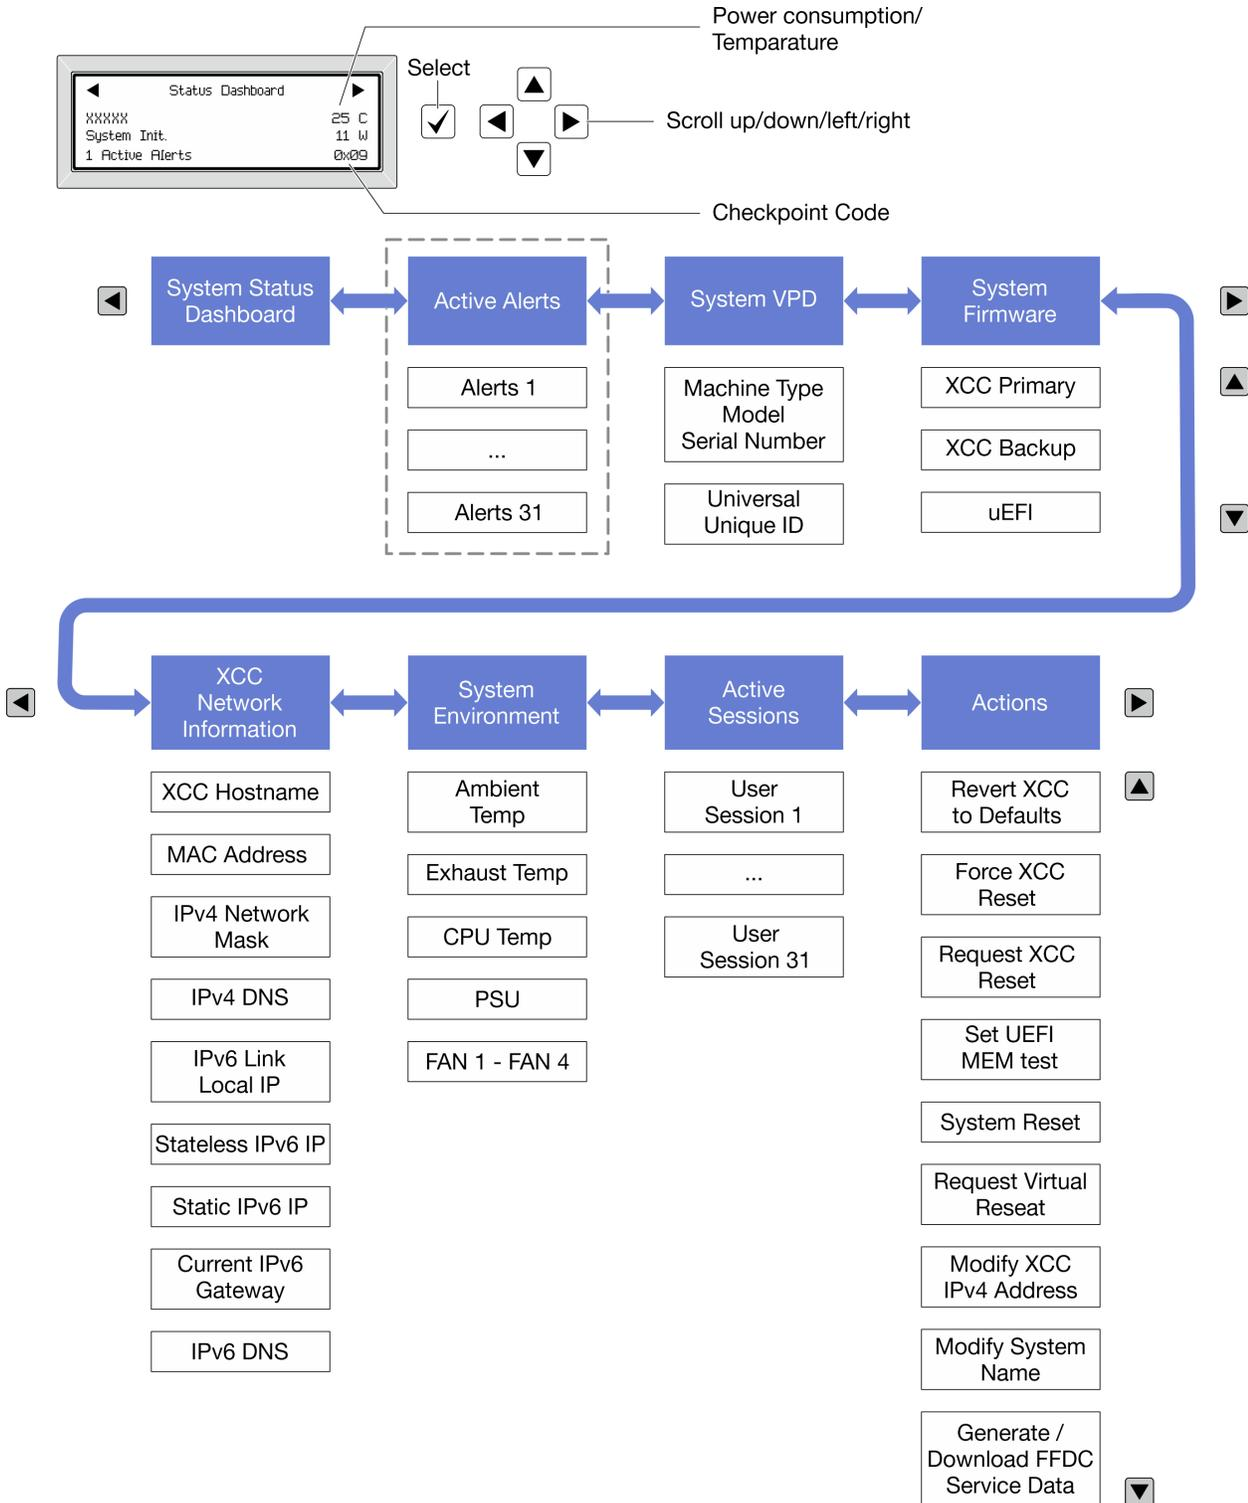 Power consumption/
Temparature
Select
Status Dashboard
XXXXX 25 C
System Init. 11 W
1 Active Alerts 0x09
Scroll up/down/left/right
Checkpoint Code
System Status
Dashboard
Active Alerts
System VPD
System
Firmware
Alerts 1
...
Alerts 31
Machine Type
Model
Serial Number
Universal
Unique ID
XCC Primary
XCC Backup
uEFI
XCC
Network
Information
System
Environment
Active
Sessions
Actions
XCC Hostname
MAC Address
IPv4 Network
Mask
IPv4 DNS
IPv6 Link
Local IP
Stateless IPv6 IP
Static IPv6 IP
Current IPv6
Gateway
IPv6 DNS
Ambient
Temp
Exhaust Temp
CPU Temp
PSU
FAN 1 - FAN 4
User
Session 1
...
User
Session 31
Revert XCC
to Defaults
Force XCC
Reset
Request XCC
Reset
Set UEFI
MEM test
System Reset
Request Virtual
Reseat
Modify XCC
IPv4 Address
Modify System
Name
Generate /
Download FFDC
Service Data